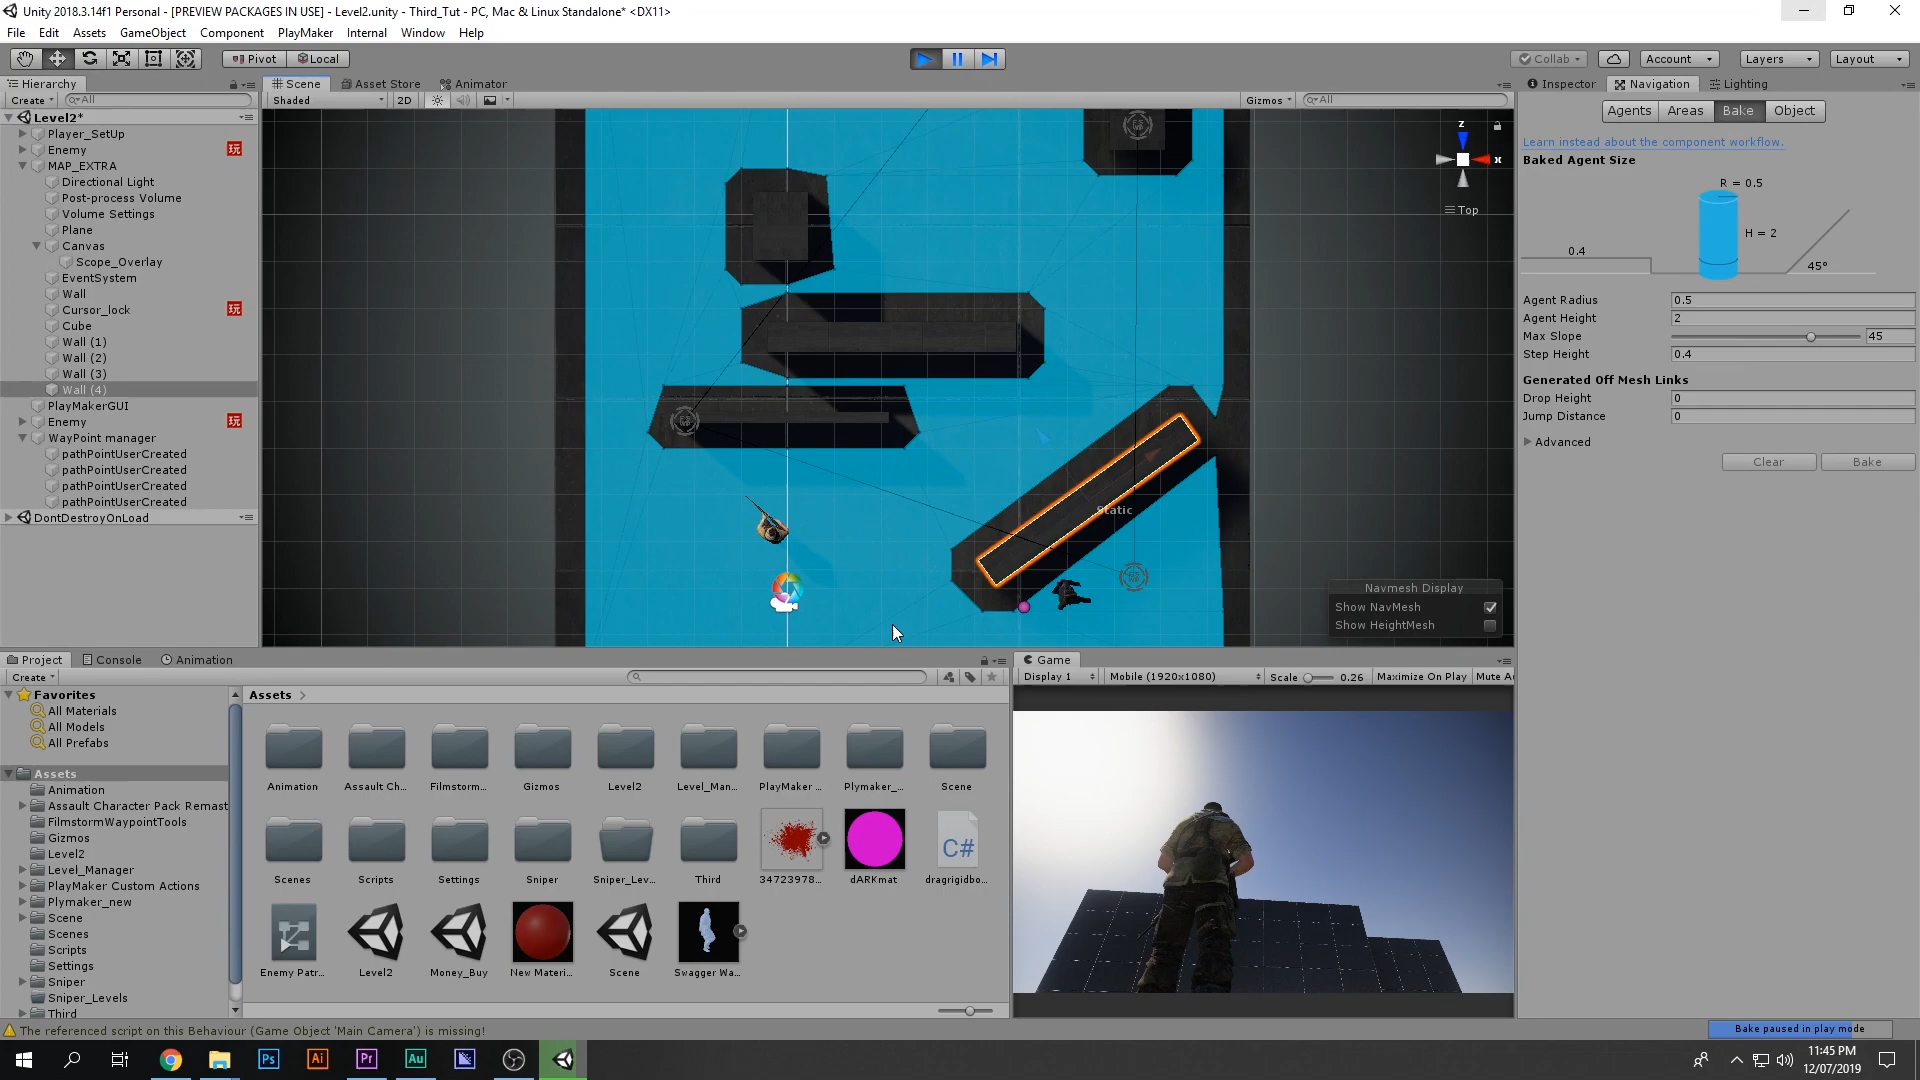 Unity 2018.3.14f1 Personal - [PREVIEW PACKAGES IN USE] - Level2.unity - Third_Tut - PC, Mac & Linux Standalone* <DX11>
File Edit Assets GameObject Component PlayMaker Internal Window Help
Pivot Local Collab Account Layers Layout
Hierarchy
Create All
Level2*
Player_SetUp
Enemy 玩
MAP_EXTRA
Directional Light
Post-process Volume
Volume Settings
Plane
Canvas
Scope_Overlay
EventSystem
Wall
Cursor_lock 玩
Cube
Wall (1)
Wall (2)
Wall (3)
Wall (4)
PlayMakerGUI
Enemy 玩
WayPoint manager
pathPointUserCreated
pathPointUserCreated
pathPointUserCreated
pathPointUserCreated
DontDestroyOnLoad
Scene Asset Store Animator
Shaded 2D Gizmos All
z
x
Top
Static
Navmesh Display
Show NavMesh
Show HeightMesh
Inspector Navigation Lighting
Agents Areas Bake Object
Learn instead about the component workflow.
Baked Agent Size
R = 0.5
H = 2
0.4
45°
Agent Radius 0.5
Agent Height 2
Max Slope 45
Step Height 0.4
Generated Off Mesh Links
Drop Height 0
Jump Distance 0
Advanced
Clear Bake
Project Console Animation
Create
Favorites
All Materials
All Models
All Prefabs
Assets
Animation
Assault Character Pack Remast
FilmstormWaypointTools
Gizmos
Level2
Level_Manager
PlayMaker Custom Actions
Plymaker_new
Scene
Scenes
Scripts
Settings
Sniper
Sniper_Levels
Third
Assets
Animation Assault Ch... Filmstorm... Gizmos Level2 Level_Man... PlayMaker ... Plymaker_... Scene
Scenes Scripts Settings Sniper Sniper_Lev... Third 34723978... dARKmat dragrigidbo...
C#
Enemy Patr... Level2 Money_Buy New Materi... Scene Swagger Wa...
Game
Display 1 Mobile (1920x1080) Scale 0.26 Maximize On Play Mute A
The referenced script on this Behaviour (Game Object 'Main Camera') is missing!
Bake paused in play mode
Ps Ai Pr Au
11:45 PM
12/07/2019